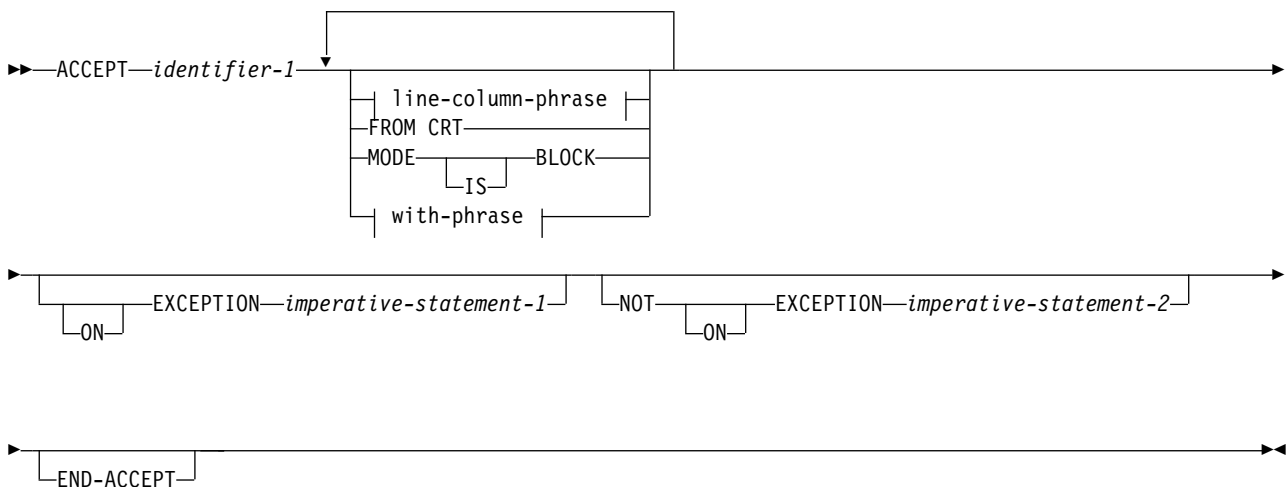 ACCEPT identifier-1
line-column-phrase
FROM CRT
MODE IS BLOCK
with-phrase
ON EXCEPTION imperative-statement-1 NOT ON EXCEPTION imperative-statement-2
END-ACCEPT